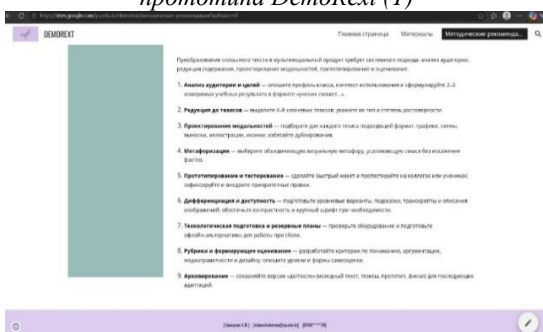 прототипа DemoRext (1)
DEMOREXT
Главная страница Материалы Методические рекоменда...
Преобразование сплошного текста в мультимодальный продукт требует системного подхода: анализ аудитории,
редукция содержания, проектирование модальностей, прототипирование и оценивание.
1. Анализ аудитории и целей — опишите профиль класса, контекст использования и сформулируйте 2–3
измеримых учебных результата в формате «ученик сможет...».
2. Редукция до тезисов — выделите 4–8 ключевых тезисов; укажите их тип и степень достоверности.
3. Проектирование модальностей — подберите для каждого тезиса подходящий формат: графики, схемы,
выноски, иллюстрации, иконки; избегайте дублирования.
4. Метафоризация — выберите объединяющую визуальную метафору, усиливающую смысл без искажения
фактов.
5. Прототипирование и тестирование — сделайте быстрый макет и протестируйте на коллегах или учениках;
зафиксируйте и внедрите приоритетные правки.
6. Дифференциация и доступность — подготовьте уровневые варианты, подсказки, транскрипты и описания
изображений, обеспечьте контрастность и крупный шрифт при необходимости.
7. Технологическая подготовка и резервные планы — проверьте оборудование и подготовьте
офлайн-альтернативы для работы при сбоях.
8. Рубрики и формирующее оценивание — разработайте критерии по пониманию, аргументации,
медиаграмотности и дизайну; опишите уровни и формы самооценки.
9. Архивирование — сохраняйте версии «целостно» (исходный текст, тезисы, прототип, финал) для последующих
адаптаций.